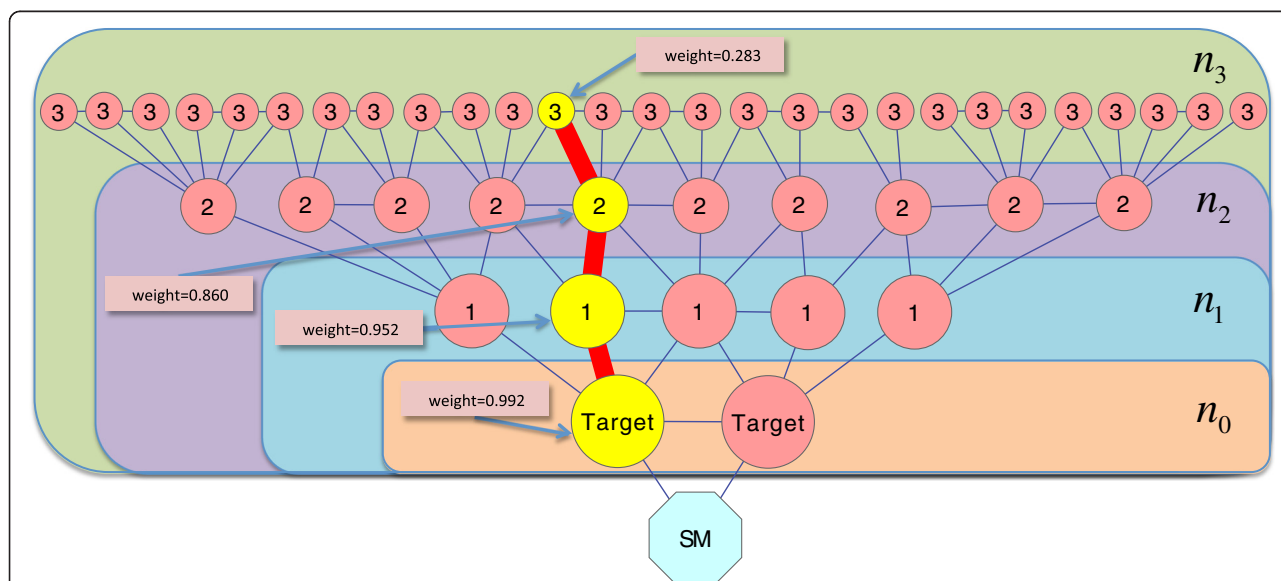 weight=0.283
n3
3 3 3 3 3 3 3 3 3 3 3 3 3 3 3 3 3 3 3 3 3 3 3 3 3 3 3
2 2 2 2 2 2 2 2 2 2 n2
weight=0.860
1 1 1 1 1 n1
weight=0.952
weight=0.992
Target Target n0
SM